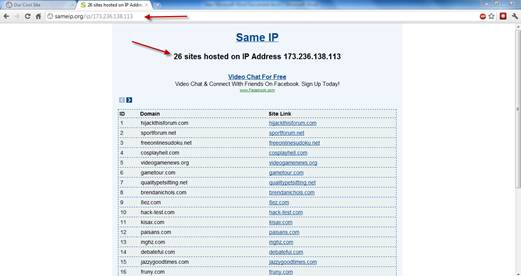 Our Cool Site
26 sites hosted on IP Addre
sameip.org/ip/173.236.138.113
Same IP
26 sites hosted on IP Address 173.236.138.113
Video Chat For Free
Video Chat & Connect With Friends On Facebook. Sign Up Today!
www.Facebook.com
ID Domain Site Link
1 hijackthisforum.com hijackthisforum.com
2 sportforum.net sportforum.net
3 freeonlinesudoku.net freeonlinesudoku.net
4 cosplayhell.com cosplayhell.com
5 videogamenews.org videogamenews.org
6 gametour.com gametour.com
7 qualitypetsitting.net qualitypetsitting.net
8 brendanichols.com brendanichols.com
9 8ez.com 8ez.com
10 hack-test.com hack-test.com
11 kisax.com kisax.com
12 paisans.com paisans.com
13 mghz.com mghz.com
14 debateful.com debateful.com
15 jazzygoodtimes.com jazzygoodtimes.com
16 fruny.com fruny.com